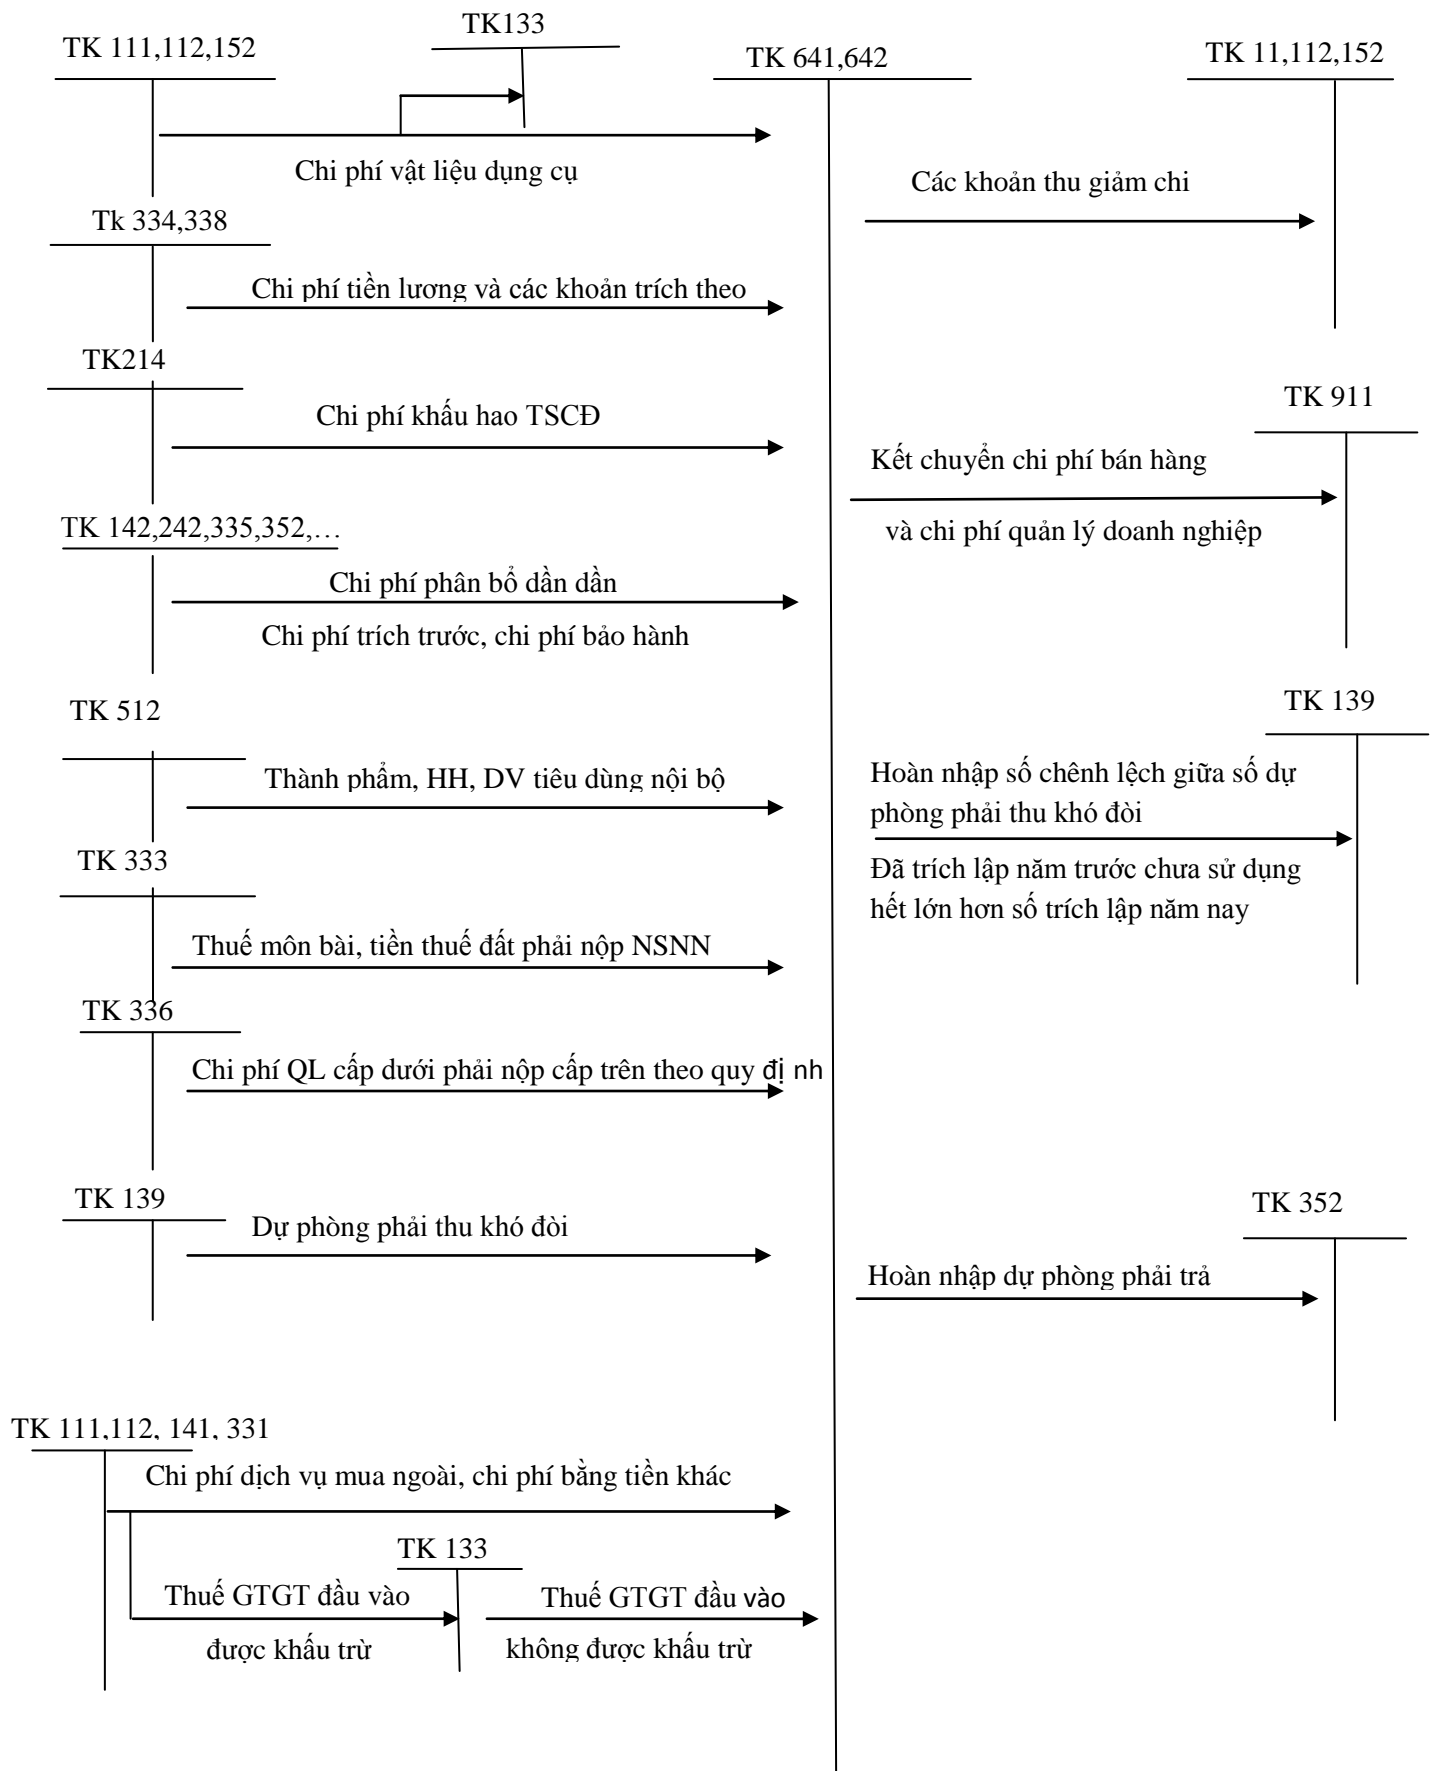 TK133
TK 111,112,152
TK 641,642
TK 11,112,152
Chi phí vật liệu dụng cụ
Các khoản thu giảm chi
Tk 334,338
Chi phí tiền lương và các khoản trích theo
TK214
Chi phí khấu hao TSCĐ
TK 911
Kết chuyển chi phí bán hàng
và chi phí quản lý doanh nghiệp
TK 142,242,335,352,…
Chi phí phân bổ dần dần
Chi phí trích trước, chi phí bảo hành
TK 512
TK 139
Thành phẩm, HH, DV tiêu dùng nội bộ
Hoàn nhập số chênh lệch giữa số dự
phòng phải thu khó đòi
Đã trích lập năm trước chưa sử dụng
hết lớn hơn số trích lập năm nay
TK 333
Thuế môn bài, tiền thuế đất phải nộp NSNN
TK 336
Chi phí QL cấp dưới phải nộp cấp trên theo quy đị nh
TK 139
Dự phòng phải thu khó đòi
TK 352
Hoàn nhập dự phòng phải trả
TK 111,112, 141, 331
Chi phí dịch vụ mua ngoài, chi phí bằng tiền khác
TK 133
Thuế GTGT đầu vào
được khấu trừ
Thuế GTGT đầu vào
không được khấu trừ